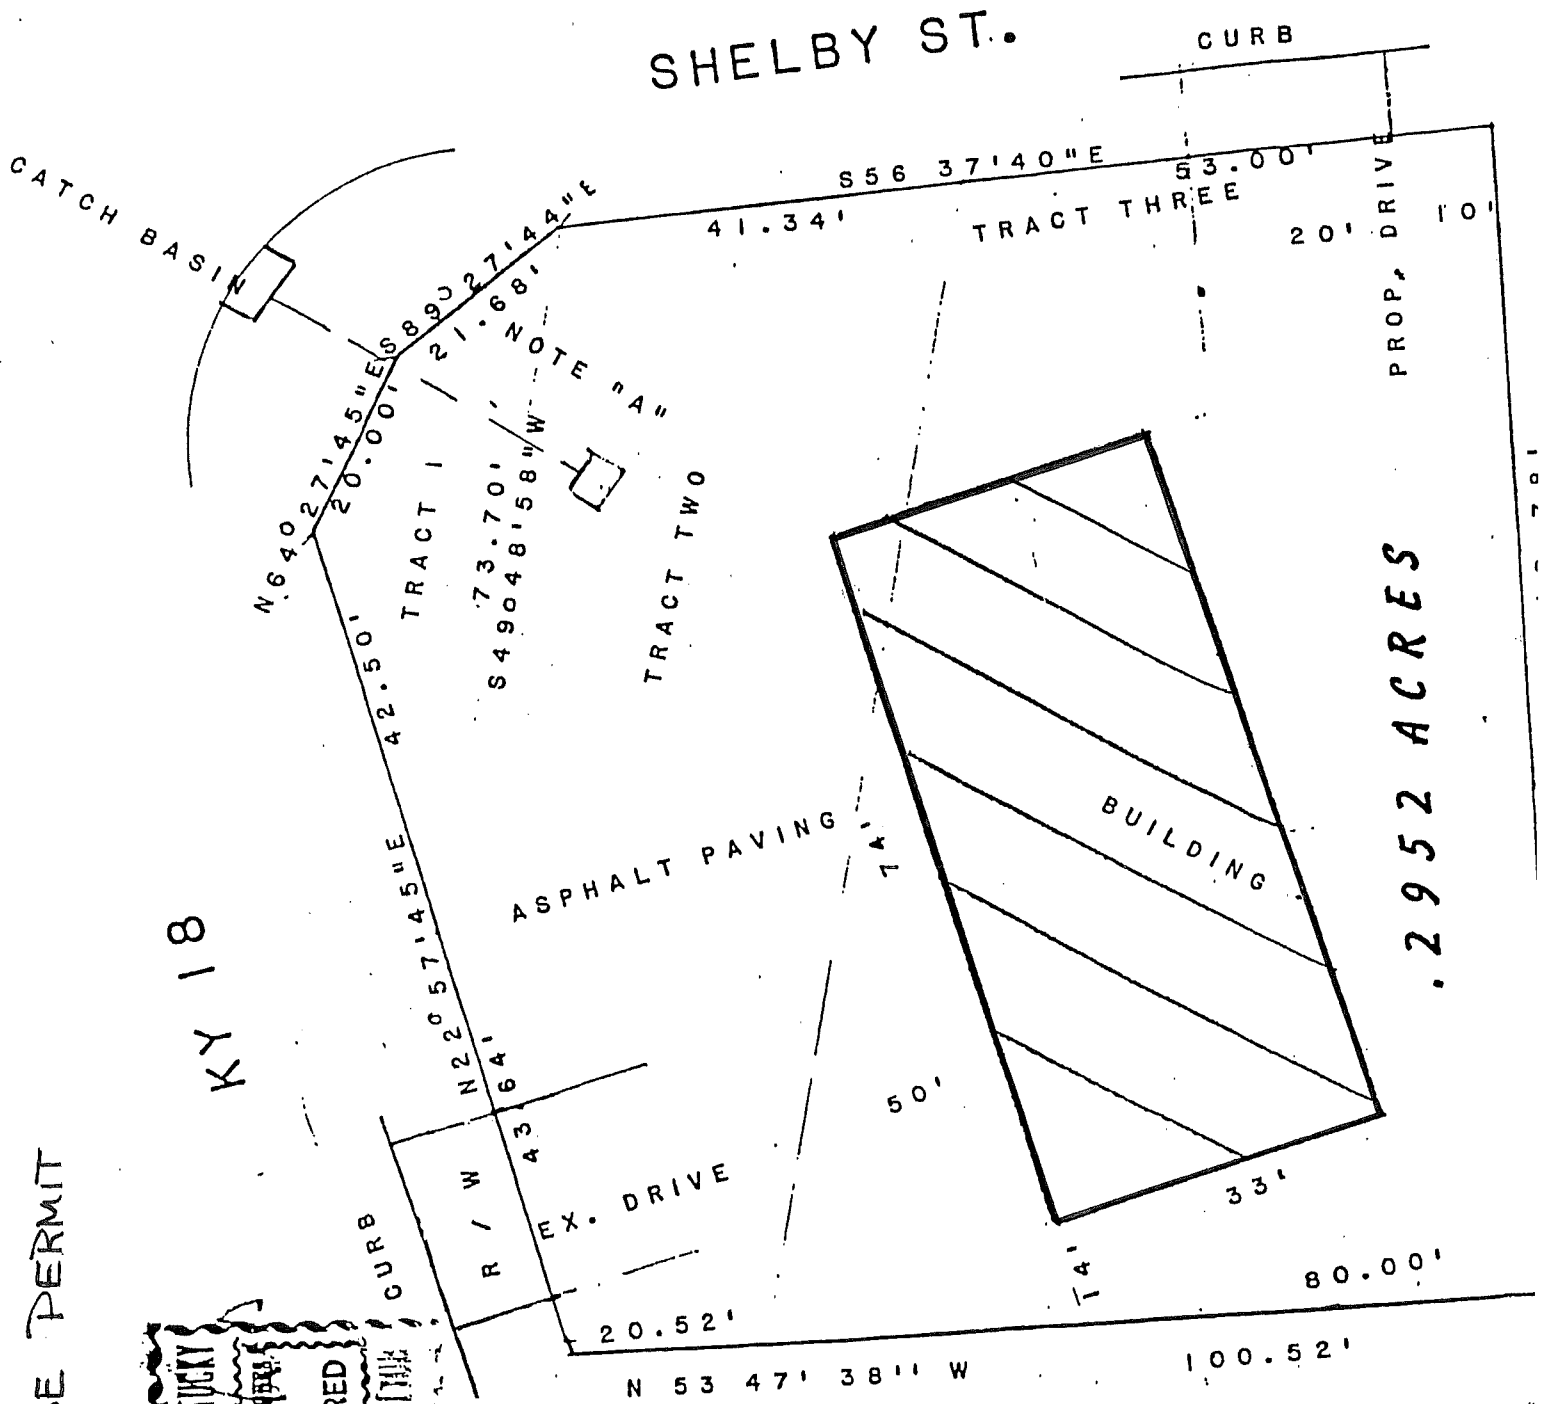 SHELBY ST.
CURB
CATCH BASIN
S56 37'40"E
53.00'
41.34'
TRACT THREE
20'
10'
PROP. DRIVE
S89° 27'44"E
21.68'
NOTE "A"
N64° 27'45"E
20.00'
TRACT 1
73.70'
S49°48'58"W
TRACT TWO
42.50'
.2952 ACRES
BUILDING
ASPHALT PAVING
74'
KY 18
N22° 57'45"E
43.64'
50'
33'
R/W
EX. DRIVE
CURB
14'
80.00'
20.52'
100.52'
N 53 47' 38" W
PERMIT